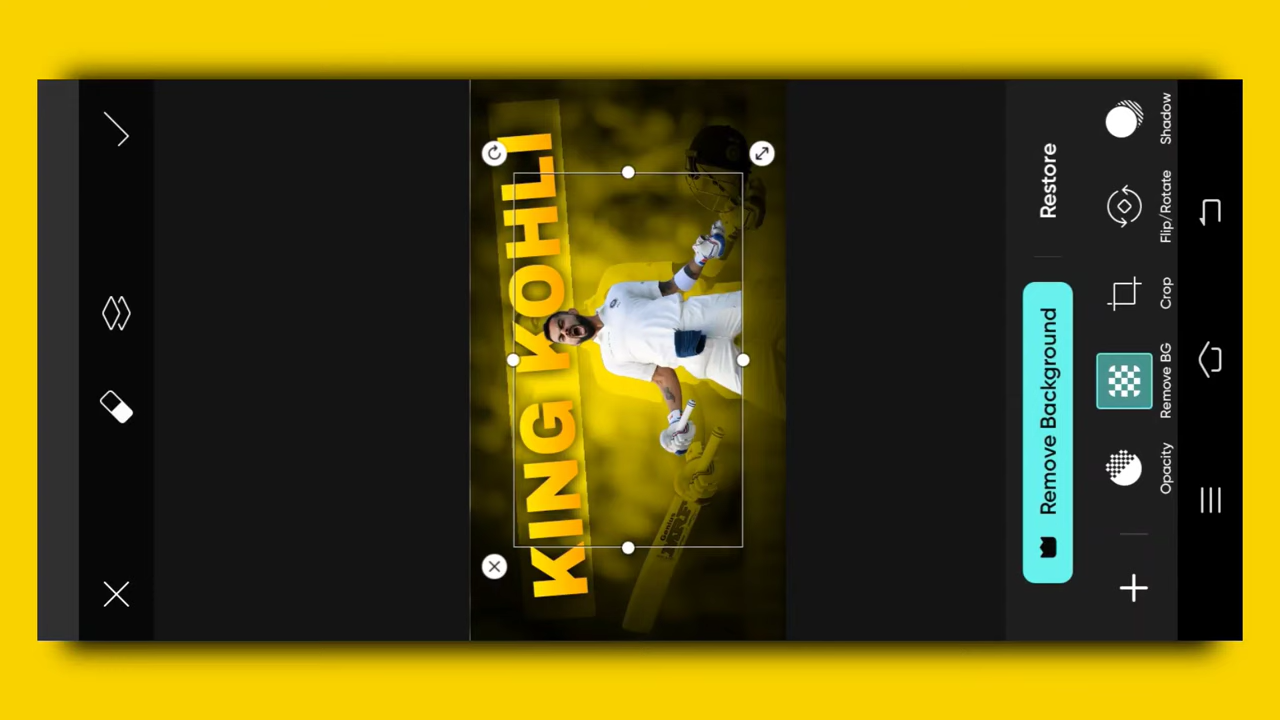 KING KOHLI
Restore
Remove Background
Opacity
Remove BG
Crop
Flip/Rotate
Shadow